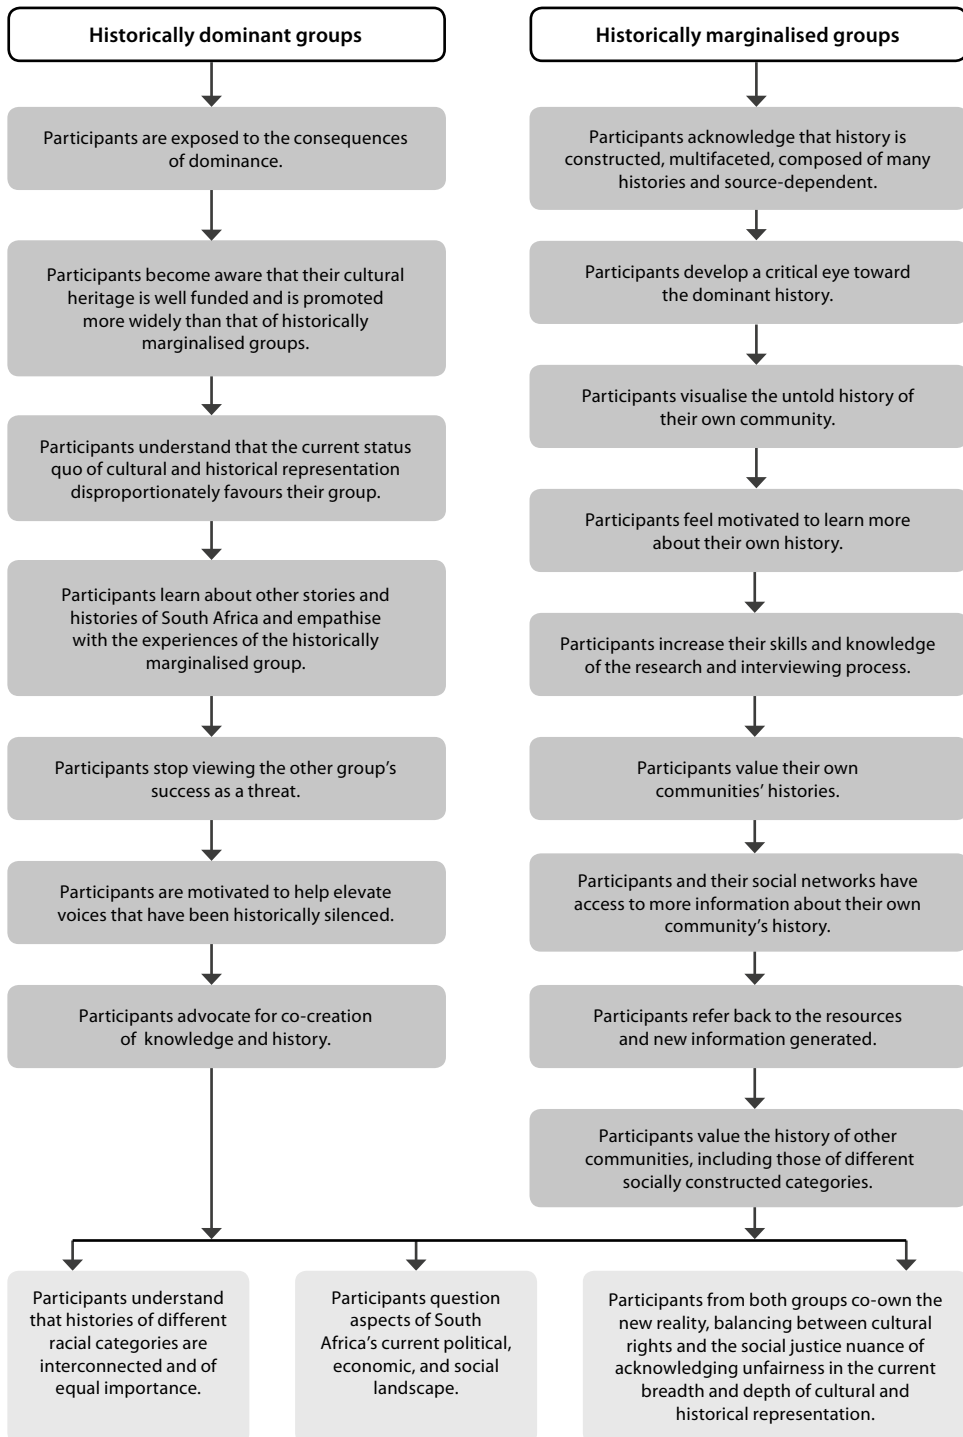 Historically dominant groups
Participants are exposed to the consequences
of dominance.
Participants become aware that their cultural
heritage is well funded and is promoted
more widely than that of historically
marginalised groups.
Participants understand that the current status
quo of cultural and historical representation
disproportionately favours their group.
Participants learn about other stories and
histories of South Africa and empathise
with the experiences of the historically
marginalised group.
Participants stop viewing the other group’s
success as a threat.
Participants are motivated to help elevate
voices that have been historically silenced.
Participants advocate for co-creation
of knowledge and history.
Historically marginalised groups
Participants acknowledge that history is
constructed, multifaceted, composed of many
histories and source-dependent.
Participants develop a critical eye toward
the dominant history.
Participants visualise the untold history of
their own community.
Participants feel motivated to learn more
about their own history.
Participants increase their skills and knowledge
of the research and interviewing process.
Participants value their own
communities’ histories.
Participants and their social networks have
access to more information about their own
community’s history.
Participants refer back to the resources
and new information generated.
Participants value the history of other
communities, including those of different
socially constructed categories.
Participants understand
that histories of different
racial categories are
interconnected and of
equal importance.
Participants question
aspects of South
Africa’s current political,
economic, and social
landscape.
Participants from both groups co-own the
new reality, balancing between cultural
rights and the social justice nuance of
acknowledging unfairness in the current
breadth and depth of cultural and
historical representation.